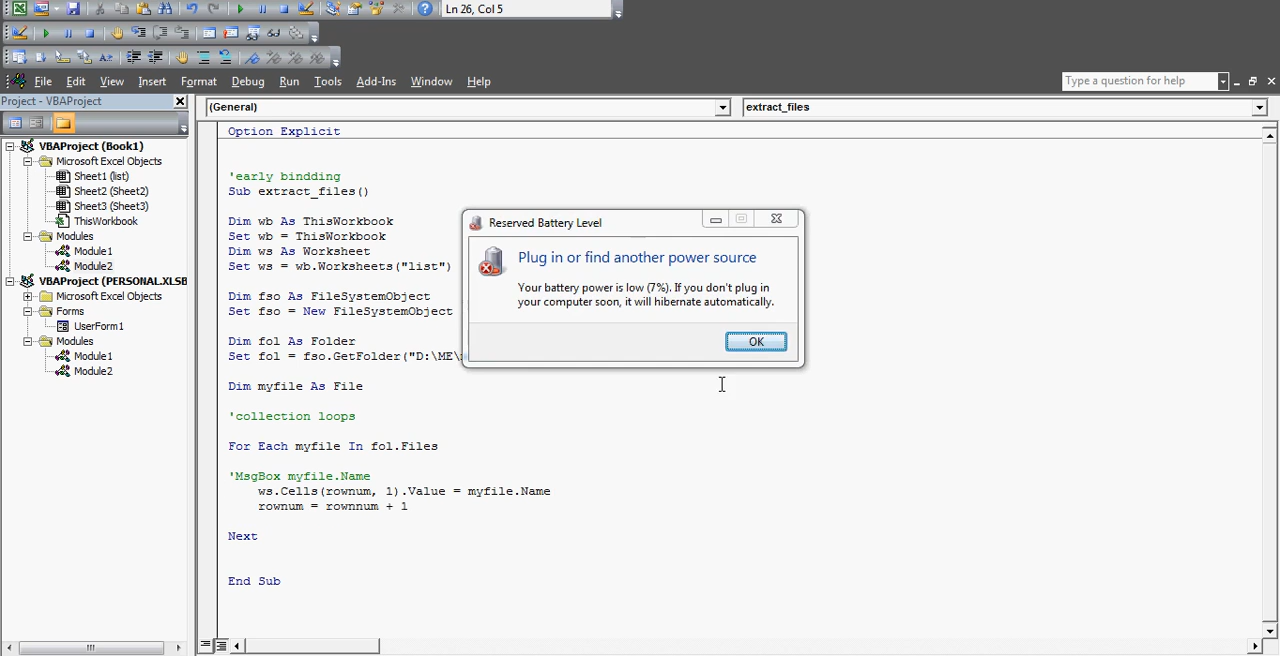 Ln 26, Col 5
File Edit View Insert Format Debug Run Tools Add-Ins Window Help
Type a question for help
Project - VBAProject
(General)
extract_files
VBAProject (Book1)
Microsoft Excel Objects
Sheet1 (list)
Sheet2 (Sheet2)
Sheet3 (Sheet3)
ThisWorkbook
Modules
Module1
Module2
VBAProject (PERSONAL.XLSB
Microsoft Excel Objects
Forms
UserForm1
Modules
Module1
Module2
Option Explicit
'early bindding
Sub extract_files()
Dim wb As ThisWorkbook
Set wb = ThisWorkbook
Dim ws As Worksheet
Set ws = wb.Worksheets("list")
Dim fso As FileSystemObject
Set fso = New FileSystemObject
Dim fol As Folder
Set fol = fso.GetFolder("D:\ME\
Dim myfile As File
'collection loops
For Each myfile In fol.Files
'MsgBox myfile.Name
ws.Cells(rownum, 1).Value = myfile.Name
rownum = rownnum + 1
Next
End Sub
Reserved Battery Level
Plug in or find another power source
Your battery power is low (7%). If you don't plug in
your computer soon, it will hibernate automatically.
OK